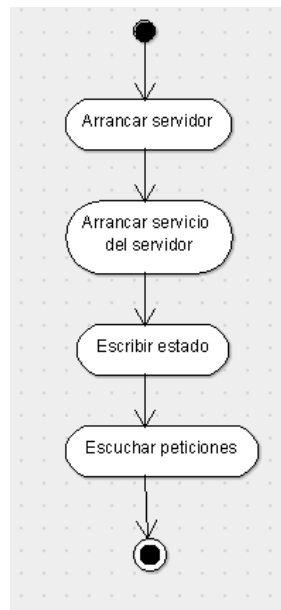 Arrancar servidor
Arrancar servicio
del servidor
Escribir estado
Escuchar peticiones